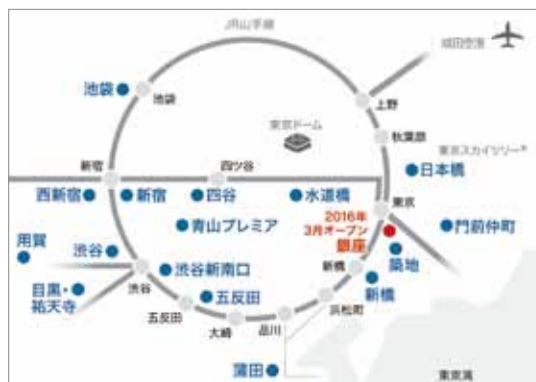 JR山手線
成田空港
池袋
池袋
上野
東京ドーム
秋葉原
新宿
四ツ谷
東京スカイツリー®
日本橋
西新宿
新宿
四谷
水道橋
東京
青山プレミア
2016年
3月オープン
銀座
門前仲町
用賀
渋谷
築地
渋谷新南口
新橋
渋谷
目黒・
祐天寺
五反田
新橋
五反田
浜松町
大崎
品川
蒲田
東京湾